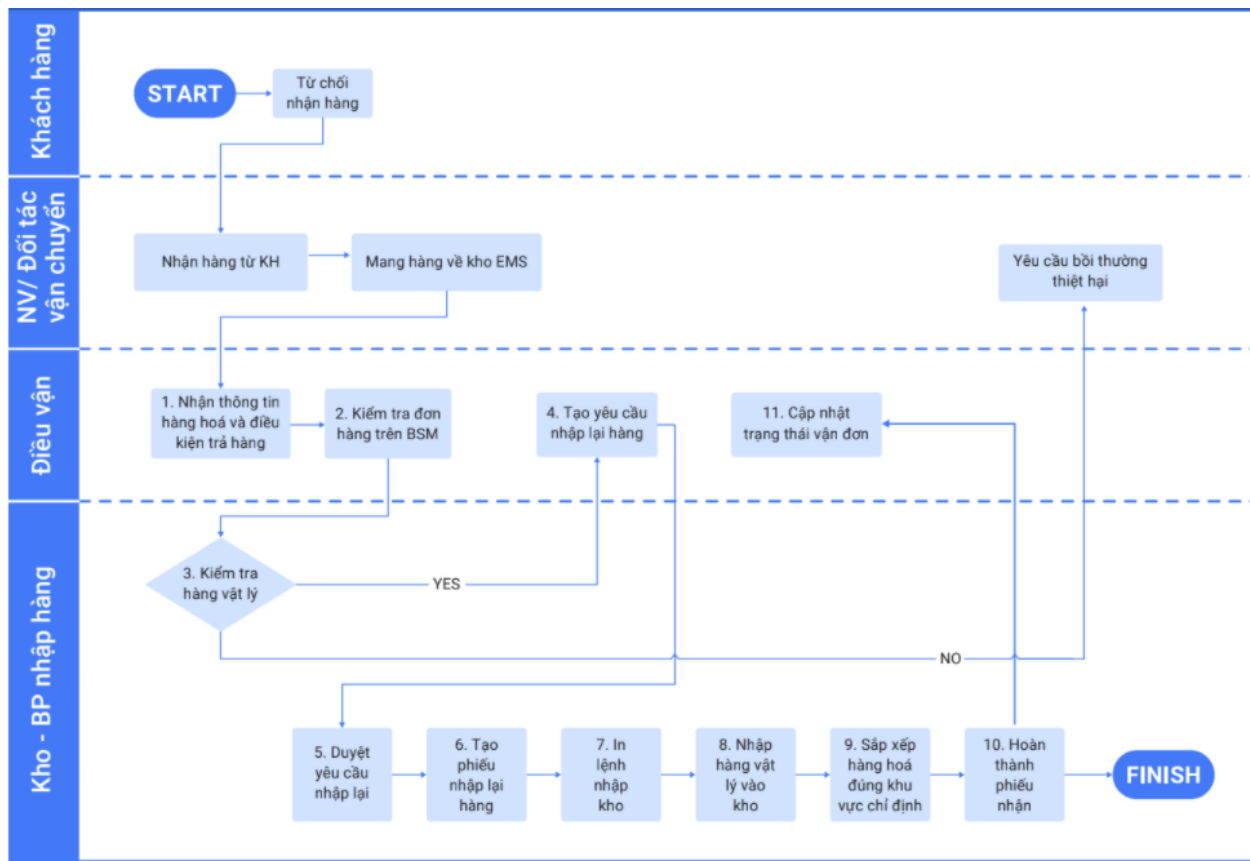 Khách hàng
START
Từ chối
nhận hàng
NV/ Đối tác
vận chuyển
Nhận hàng từ KH
Mang hàng về kho EMS
Yêu cầu bồi thường
thiệt hại
Điều vận
1. Nhận thông tin
hàng hoá và điều
kiện trả hàng
2. Kiểm tra đơn
hàng trên BSM
4. Tạo yêu cầu
nhập lại hàng
11. Cập nhật
trạng thái vận đơn
Kho - BP nhập hàng
3. Kiểm tra
hàng vật lý
YES
NO
5. Duyệt
yêu cầu
nhập lại
6. Tạo
phiếu
nhập lại
hàng
7. In
lệnh
nhập
kho
8. Nhập
hàng vật
lý vào
kho
9. Sắp xếp
hàng hoá
đúng khu
vực chỉ định
10. Hoàn
thành
phiếu
nhận
FINISH